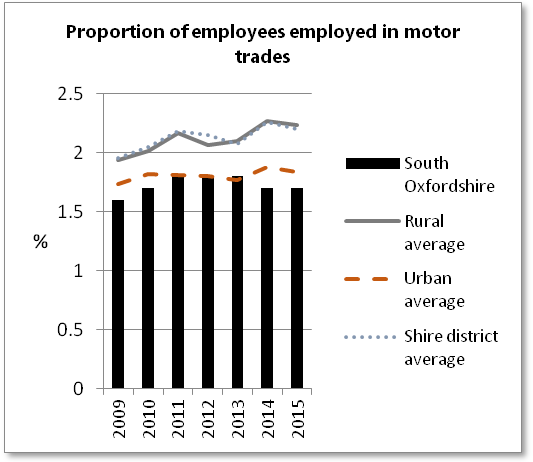 Proportion of employees employed in motor
trades
2.5
2
1.5
1
0.5
0
%
2009
2010
2011
2012
2013
2014
2015
South
Oxfordshire
Rural
average
Urban
average
Shire district
average